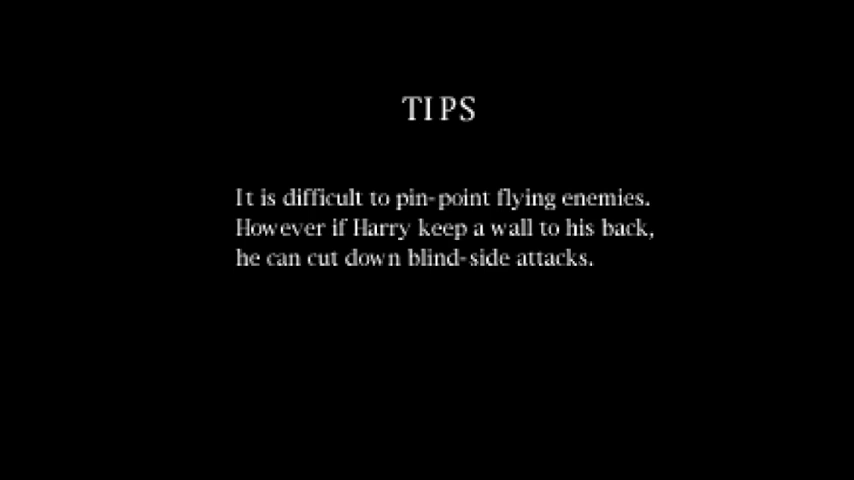 TIPS
It is difficult to pin-point flying enemies.
However if Harry keep a wall to his back,
he can cut down blind-side attacks.